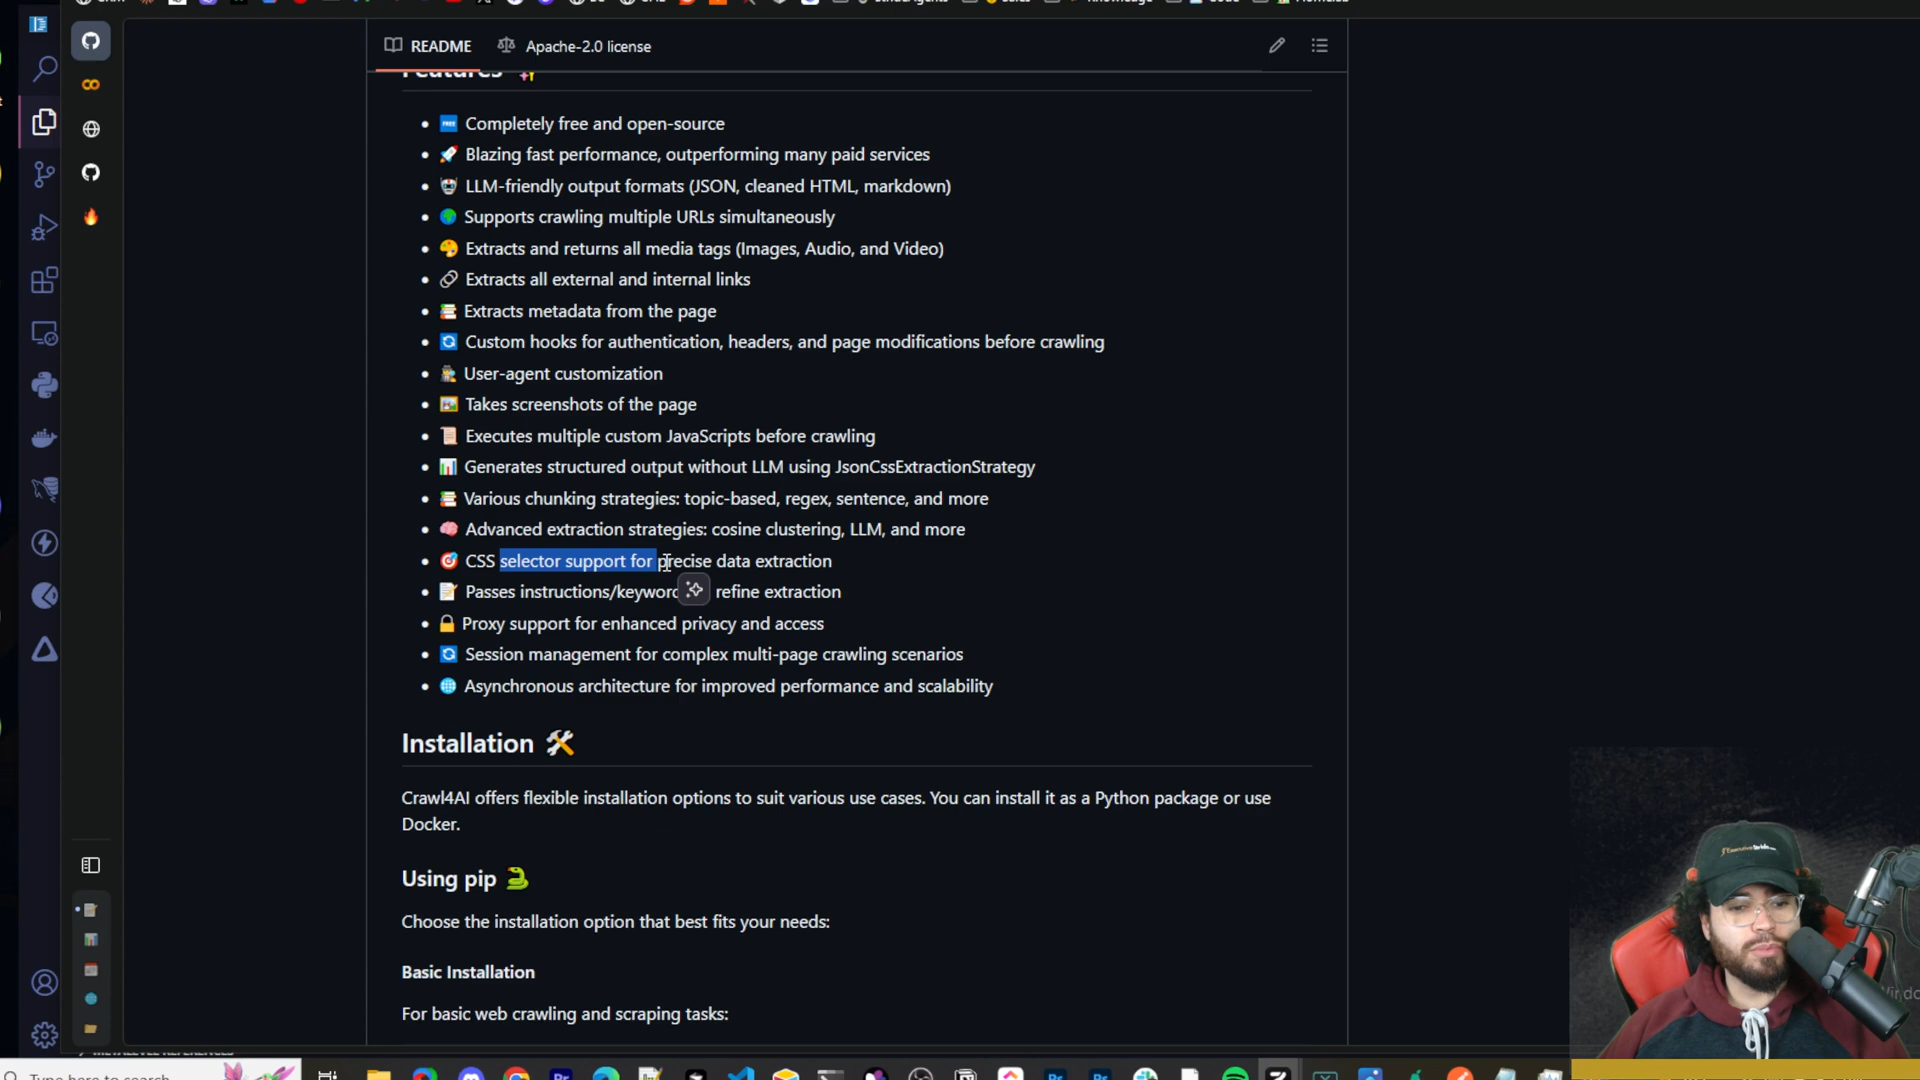 README
Apache-2.0 license
Features ✨
🆓 Completely free and open-source
🚀 Blazing fast performance, outperforming many paid services
🤖 LLM-friendly output formats (JSON, cleaned HTML, markdown)
🌍 Supports crawling multiple URLs simultaneously
🎨 Extracts and returns all media tags (Images, Audio, and Video)
🔗 Extracts all external and internal links
📚 Extracts metadata from the page
🔄 Custom hooks for authentication, headers, and page modifications before crawling
🕵️ User-agent customization
🖼️ Takes screenshots of the page
📜 Executes multiple custom JavaScripts before crawling
📊 Generates structured output without LLM using JsonCssExtractionStrategy
📚 Various chunking strategies: topic-based, regex, sentence, and more
🧠 Advanced extraction strategies: cosine clustering, LLM, and more
🎯 CSS selector support for precise data extraction
📝 Passes instructions/keyword refine extraction
🔒 Proxy support for enhanced privacy and access
🔄 Session management for complex multi-page crawling scenarios
🌐 Asynchronous architecture for improved performance and scalability
Installation 🛠️
Crawl4AI offers flexible installation options to suit various use cases. You can install it as a Python package or use
Docker.
Using pip 🐍
Choose the installation option that best fits your needs:
Basic Installation
For basic web crawling and scraping tasks:
Type here to search